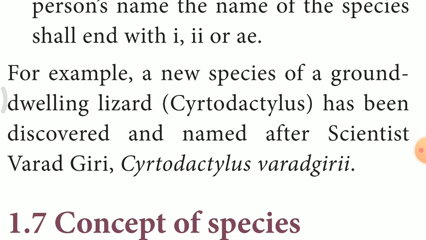 person's name the name of the species
shall end with i, ii or ae.
For example, a new species of a ground-
dwelling lizard (Cyrtodactylus) has been
discovered and named after Scientist
Varad Giri, Cyrtodactylus varadgirii.
1.7 Concept of species